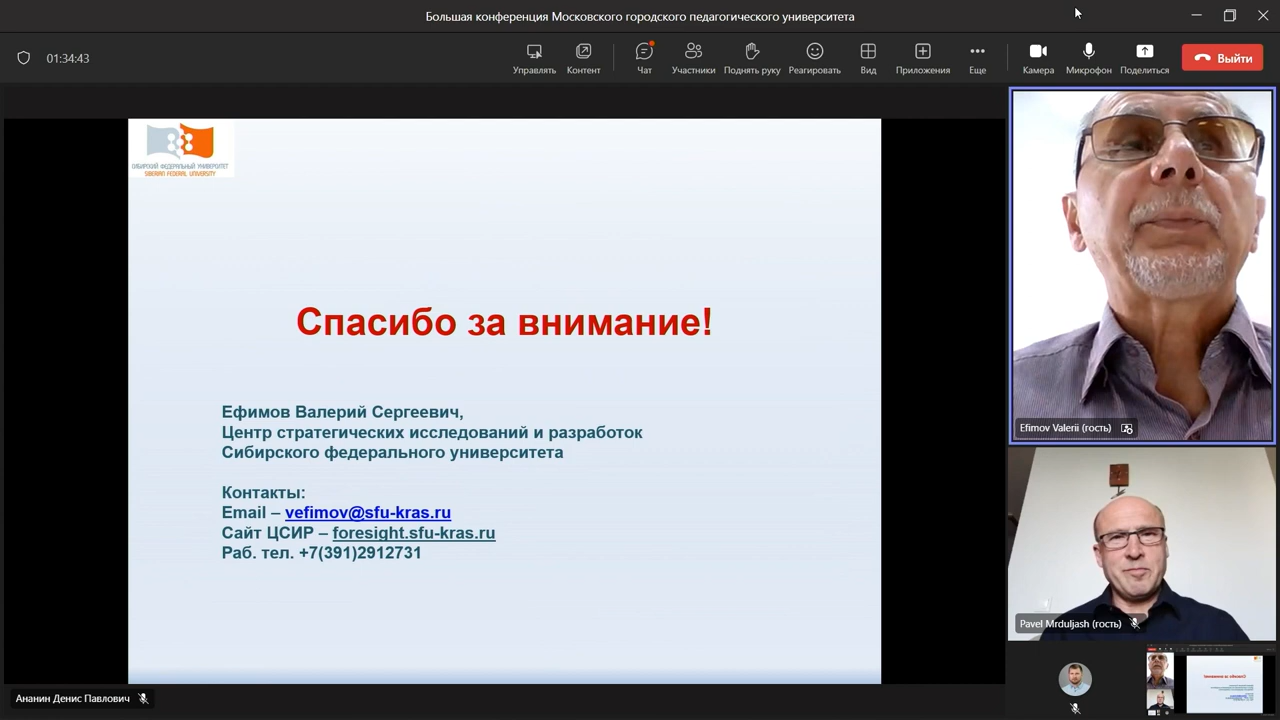 Большая конференция Московского городского педагогического университета
01:34:43
Управлять
Контент
Чат
Участники
Поднять руку
Реагировать
Вид
Приложения
Еще
Камера
Микрофон
Поделиться
Выйти
СИБИРСКИЙ ФЕДЕРАЛЬНЫЙ УНИВЕРСИТЕТ
SIBERIAN FEDERAL UNIVERSITY
Спасибо за внимание!
Ефимов Валерий Сергеевич,
Центр стратегических исследований и разработок
Сибирского федерального университета
Контакты:
Email – vefimov@sfu-kras.ru
Сайт ЦСИР – foresight.sfu-kras.ru
Раб. тел. +7(391)2912731
Efimov Valerii (гость)
Pavel Mrduljash (гость)
Ананин Денис Павлович